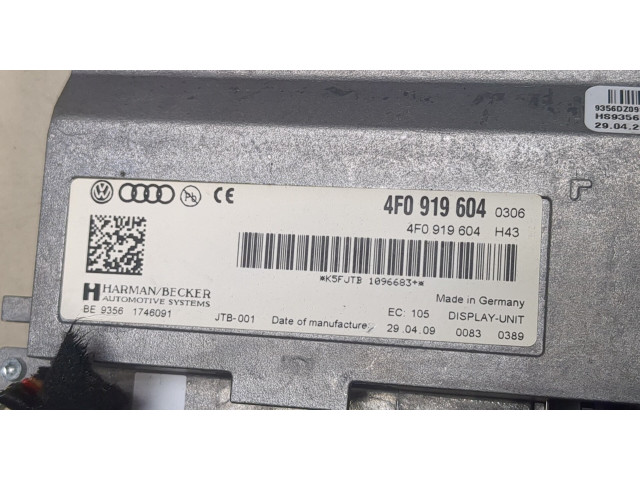 9356DZ09
HS9356
29.04.2
Pb CE
4F0 919 604 0306
4F0 919 604 H43
*K5FJTB 1096683+*
HARMAN/BECKER
AUTOMOTIVE SYSTEMS
BE 9356 1746091
JTB-001
Made in Germany
EC: 105 DISPLAY-UNIT
Date of manufacture: 29.04.09 0083 0389